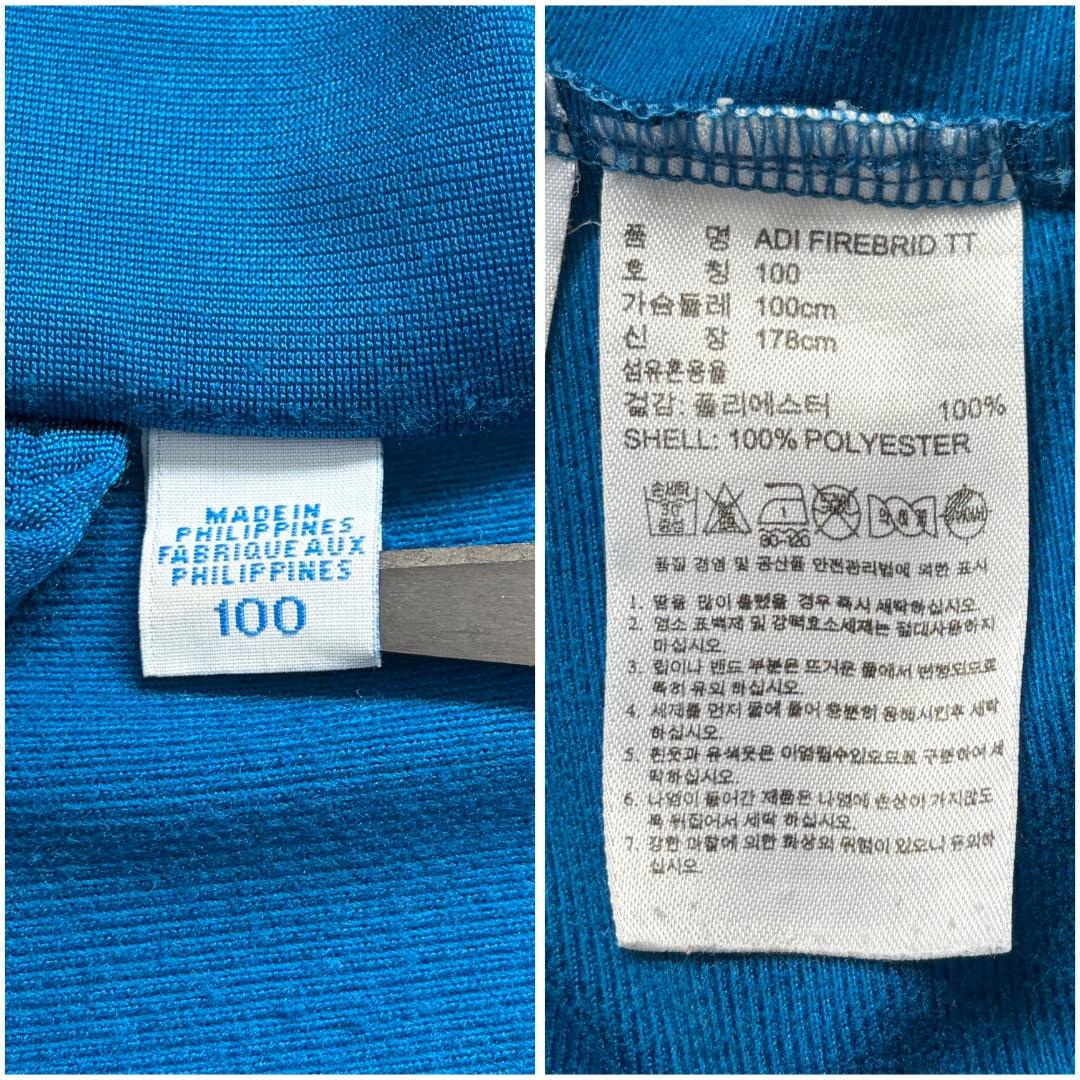 MADE IN
PHILIPPINES
FABRIQUE AUX
PHILIPPINES
100
품 명 ADI FIREBRID TT
호 칭 100
가슴둘레 100cm
신 장 178cm
섬유혼용율
겉감: 폴리에스터 100%
SHELL: 100% POLYESTER
80-120
품질 경영 및 공산품 안전관리법에 의한 표시
1. 땀을 많이 흘렸을 경우 즉시 세탁하십시오.
2. 염소 표백제 및 강력효소세제는 절대사용하지
마십시오.
3. 립이나 밴드 부분은 뜨거운 물에서 변형되므로
특히 유의 하십시오.
4. 세제를 먼저 물에 풀어 충분히 용해시킨후 세탁
하십시오.
5. 흰옷과 유색옷은 이염될수있으므로 구분하여 세
탁하십시오.
6. 나염이 들어간 제품은 나염에 손상이 가지않도
록 뒤집어서 세탁 하십시오.
7. 강한 마찰에 의한 화상의 위험이 있으니 유의하
십시오.